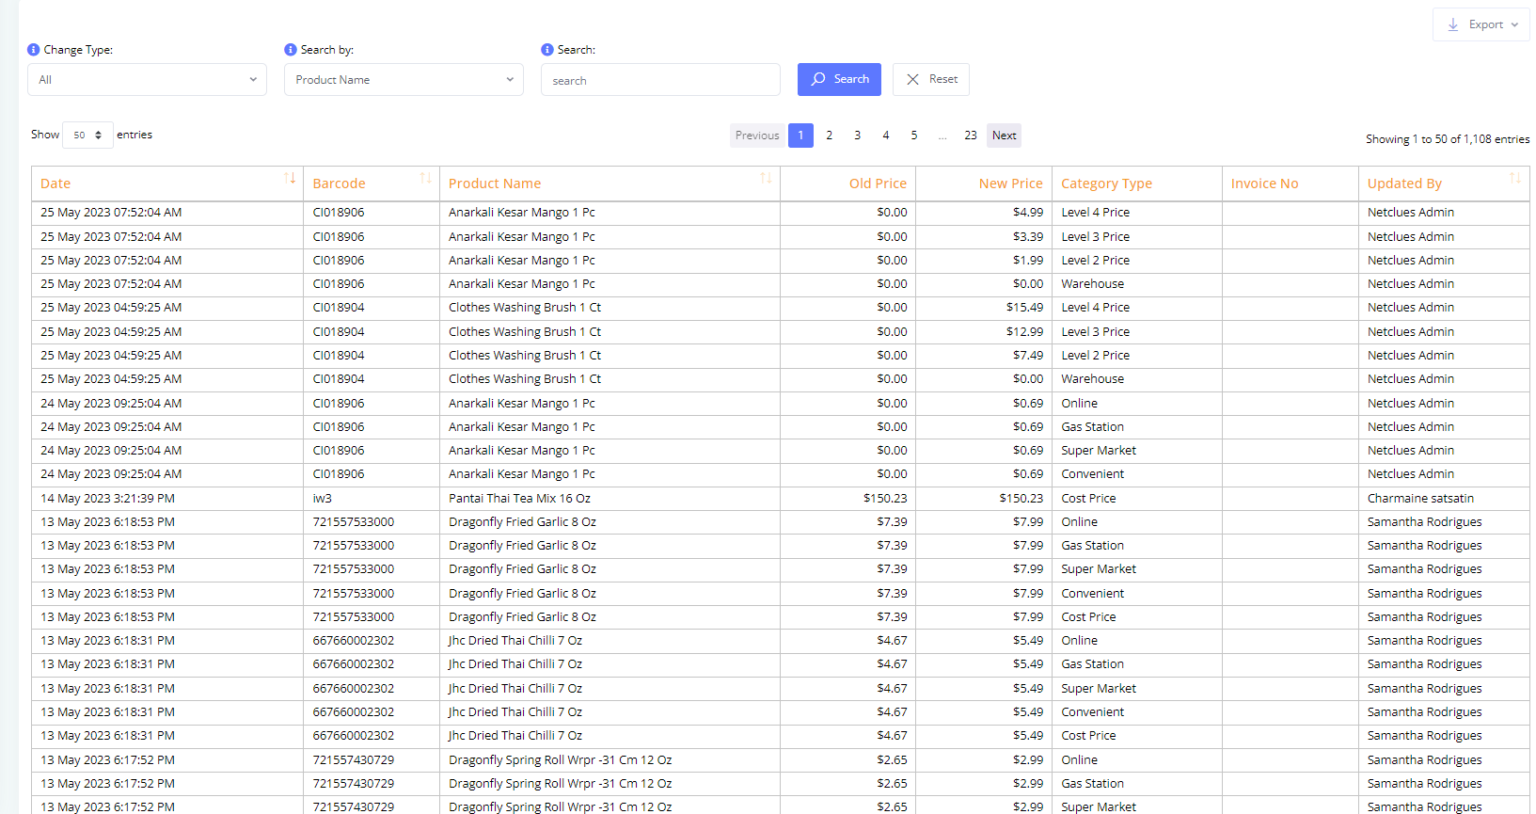 Export
Change Type: Search by: Search:
All Product Name search Search Reset
Show 50 entries Previous 1 2 3 4 5 ... 23 Next Showing 1 to 50 of 1,108 entries
Date Barcode Product Name Old Price New Price Category Type Invoice No Updated By
25 May 2023 07:52:04 AM CI018906 Anarkali Kesar Mango 1 Pc $0.00 $4.99 Level 4 Price Netclues Admin
25 May 2023 07:52:04 AM CI018906 Anarkali Kesar Mango 1 Pc $0.00 $3.39 Level 3 Price Netclues Admin
25 May 2023 07:52:04 AM CI018906 Anarkali Kesar Mango 1 Pc $0.00 $1.99 Level 2 Price Netclues Admin
25 May 2023 07:52:04 AM CI018906 Anarkali Kesar Mango 1 Pc $0.00 $0.00 Warehouse Netclues Admin
25 May 2023 04:59:25 AM CI018904 Clothes Washing Brush 1 Ct $0.00 $15.49 Level 4 Price Netclues Admin
25 May 2023 04:59:25 AM CI018904 Clothes Washing Brush 1 Ct $0.00 $12.99 Level 3 Price Netclues Admin
25 May 2023 04:59:25 AM CI018904 Clothes Washing Brush 1 Ct $0.00 $7.49 Level 2 Price Netclues Admin
25 May 2023 04:59:25 AM CI018904 Clothes Washing Brush 1 Ct $0.00 $0.00 Warehouse Netclues Admin
24 May 2023 09:25:04 AM CI018906 Anarkali Kesar Mango 1 Pc $0.00 $0.69 Online Netclues Admin
24 May 2023 09:25:04 AM CI018906 Anarkali Kesar Mango 1 Pc $0.00 $0.69 Gas Station Netclues Admin
24 May 2023 09:25:04 AM CI018906 Anarkali Kesar Mango 1 Pc $0.00 $0.69 Super Market Netclues Admin
24 May 2023 09:25:04 AM CI018906 Anarkali Kesar Mango 1 Pc $0.00 $0.69 Convenient Netclues Admin
14 May 2023 3:21:39 PM iw3 Pantai Thai Tea Mix 16 Oz $150.23 $150.23 Cost Price Charmaine satsatin
13 May 2023 6:18:53 PM 721557533000 Dragonfly Fried Garlic 8 Oz $7.39 $7.99 Online Samantha Rodrigues
13 May 2023 6:18:53 PM 721557533000 Dragonfly Fried Garlic 8 Oz $7.39 $7.99 Gas Station Samantha Rodrigues
13 May 2023 6:18:53 PM 721557533000 Dragonfly Fried Garlic 8 Oz $7.39 $7.99 Super Market Samantha Rodrigues
13 May 2023 6:18:53 PM 721557533000 Dragonfly Fried Garlic 8 Oz $7.39 $7.99 Convenient Samantha Rodrigues
13 May 2023 6:18:53 PM 721557533000 Dragonfly Fried Garlic 8 Oz $7.39 $7.99 Cost Price Samantha Rodrigues
13 May 2023 6:18:31 PM 667660002302 Jhc Dried Thai Chilli 7 Oz $4.67 $5.49 Online Samantha Rodrigues
13 May 2023 6:18:31 PM 667660002302 Jhc Dried Thai Chilli 7 Oz $4.67 $5.49 Gas Station Samantha Rodrigues
13 May 2023 6:18:31 PM 667660002302 Jhc Dried Thai Chilli 7 Oz $4.67 $5.49 Super Market Samantha Rodrigues
13 May 2023 6:18:31 PM 667660002302 Jhc Dried Thai Chilli 7 Oz $4.67 $5.49 Convenient Samantha Rodrigues
13 May 2023 6:18:31 PM 667660002302 Jhc Dried Thai Chilli 7 Oz $4.67 $5.49 Cost Price Samantha Rodrigues
13 May 2023 6:17:52 PM 721557430729 Dragonfly Spring Roll Wrpr -31 Cm 12 Oz $2.65 $2.99 Online Samantha Rodrigues
13 May 2023 6:17:52 PM 721557430729 Dragonfly Spring Roll Wrpr -31 Cm 12 Oz $2.65 $2.99 Gas Station Samantha Rodrigues
13 May 2023 6:17:52 PM 721557430729 Dragonfly Spring Roll Wrpr -31 Cm 12 Oz $2.65 $2.99 Super Market Samantha Rodrigues